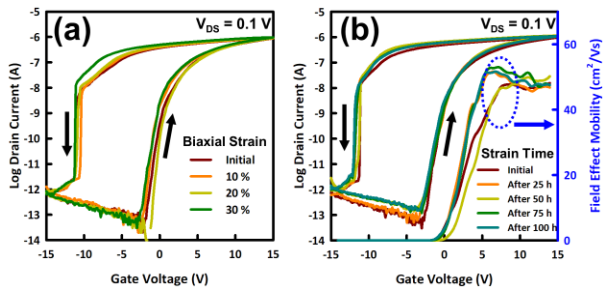 (a)
V_DS = 0.1 V
Log Drain Current (A)
-5
-6
-7
-8
-9
-10
-11
-12
-13
-14
Biaxial Strain
Initial
10 %
20 %
30 %
-15
-10
-5
0
5
10
15
Gate Voltage (V)
(b)
V_DS = 0.1 V
Log Drain Current (A)
-5
-6
-7
-8
-9
-10
-11
-12
-13
-14
Strain Time
Initial
After 25 h
After 50 h
After 75 h
After 100 h
-15
-10
-5
0
5
10
15
Gate Voltage (V)
60
40
20
0
Field Effect Mobility (cm²/Vs)